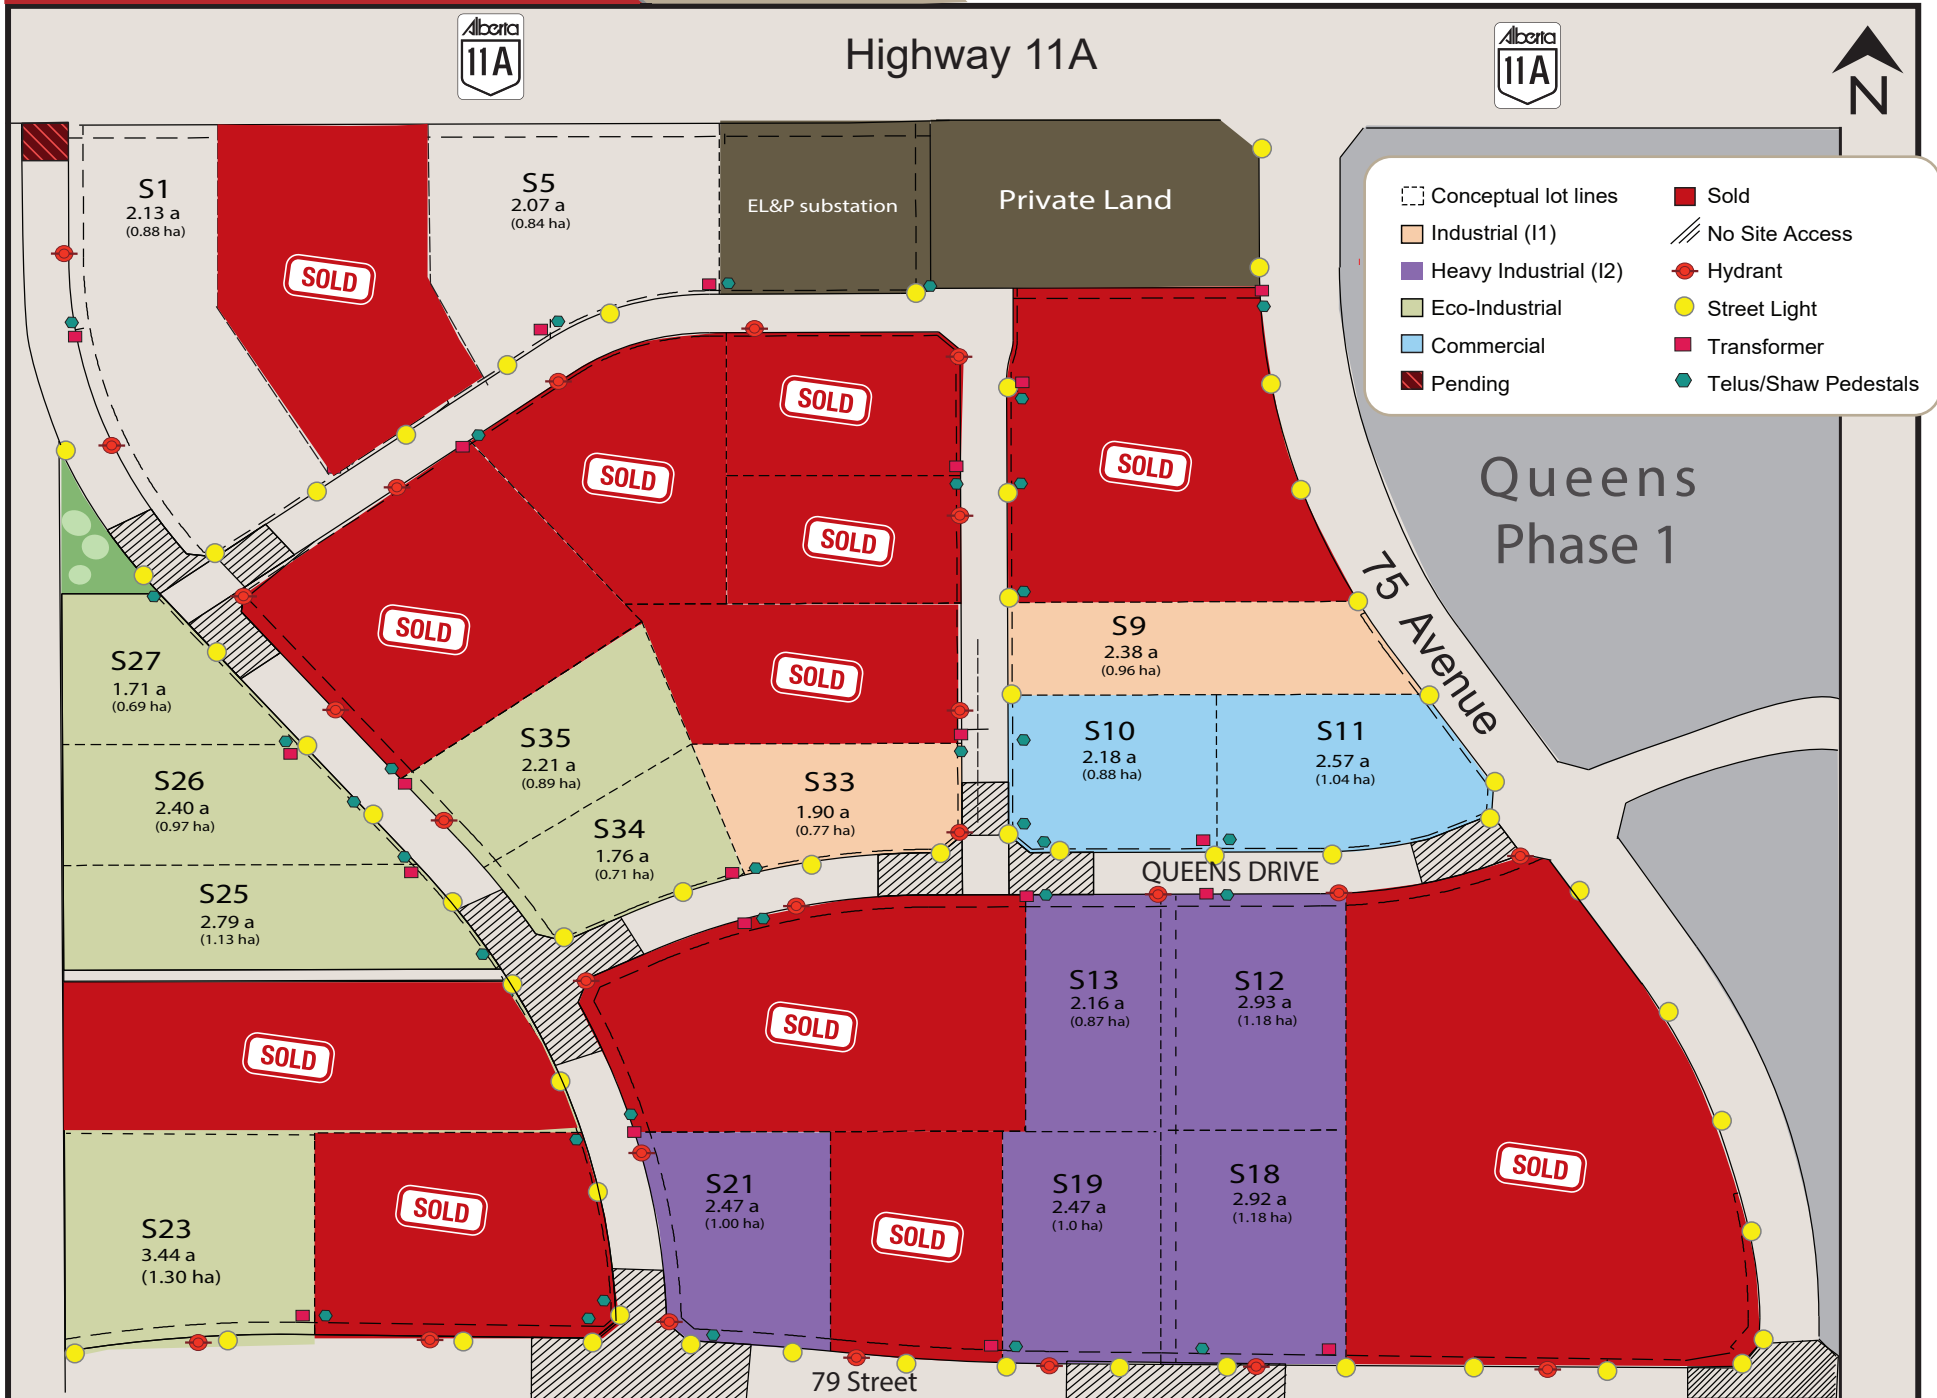 Alberta
11A
Highway 11A
Alberta
11A
N
S1
2.13 a
(0.88 ha)
SOLD
S5
2.07 a
(0.84 ha)
EL&P substation
Private Land
Conceptual lot lines
Industrial (I1)
Heavy Industrial (I2)
Eco-Industrial
Commercial
Pending
Sold
No Site Access
Hydrant
Street Light
Transformer
Telus/Shaw Pedestals
SOLD
SOLD
SOLD
SOLD
Queens
Phase 1
75 Avenue
SOLD
SOLD
S9
2.38 a
(0.96 ha)
S27
1.71 a
(0.69 ha)
S35
2.21 a
(0.89 ha)
S10
2.18 a
(0.88 ha)
S11
2.57 a
(1.04 ha)
S26
2.40 a
(0.97 ha)
S33
1.90 a
(0.77 ha)
S34
1.76 a
(0.71 ha)
QUEENS DRIVE
S25
2.79 a
(1.13 ha)
S13
2.16 a
(0.87 ha)
S12
2.93 a
(1.18 ha)
SOLD
SOLD
SOLD
S21
2.47 a
(1.00 ha)
S19
2.47 a
(1.0 ha)
S18
2.92 a
(1.18 ha)
SOLD
SOLD
S23
3.44 a
(1.30 ha)
79 Street